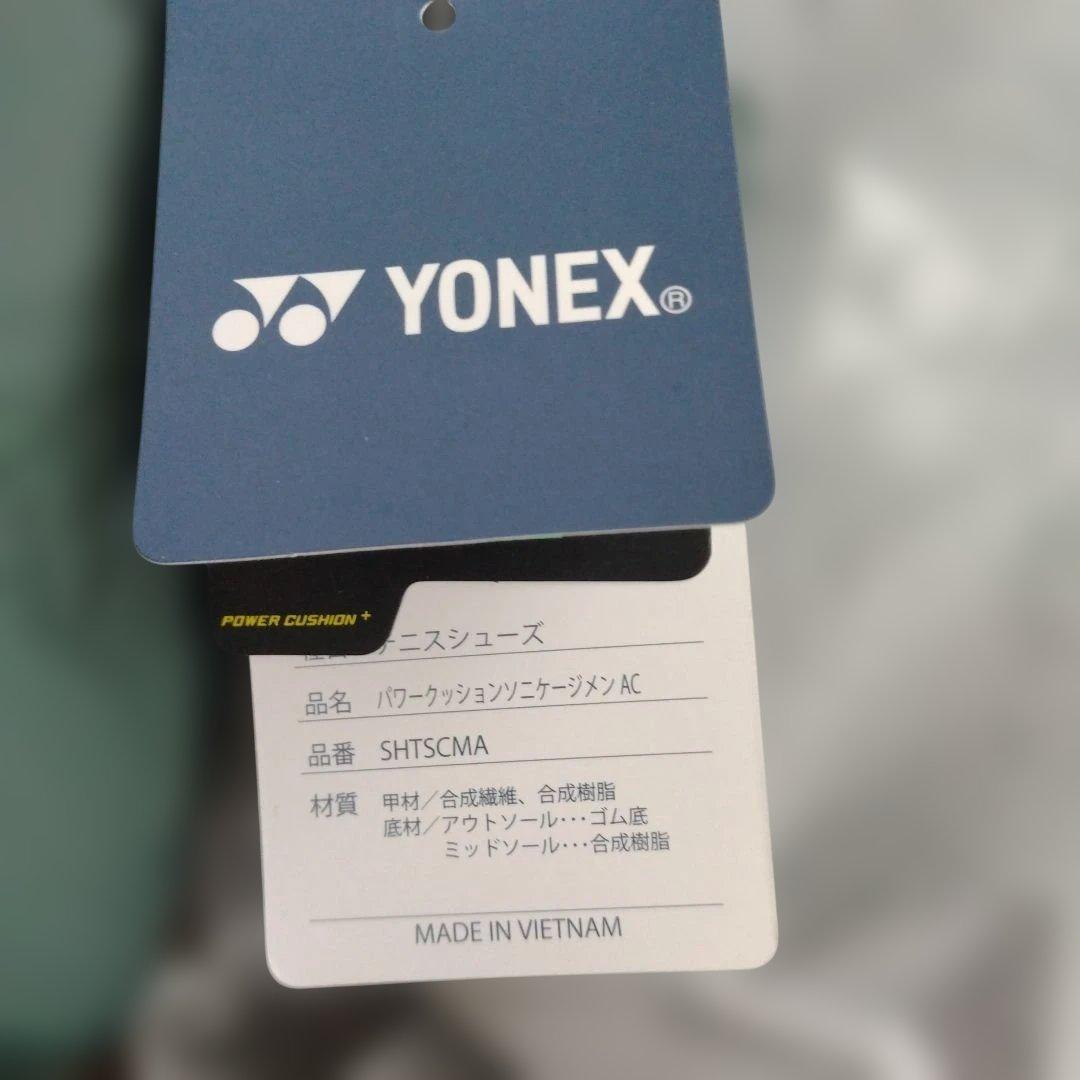 YONEX®
POWER CUSHION+
テニスシューズ
品名 パワークッションソニケージメン AC
品番 SHTSCMA
材質 甲材／合成繊維、合成樹脂
底材／アウトソール･･･ゴム底
ミッドソール･･･合成樹脂
MADE IN VIETNAM